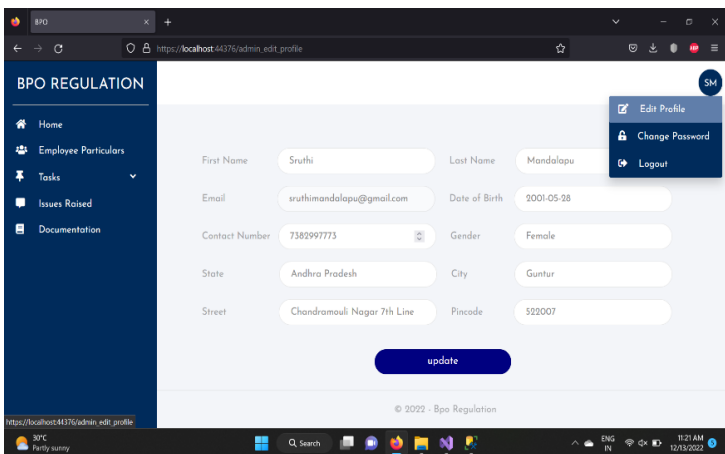 BPO
https://localhost:44376/admin_edit_profile
ABP
BPO REGULATION
SM
Home
Employee Particulars
Tasks
Issues Raised
Documentation
Edit Profile
Change Password
Logout
First Name Sruthi Last Name Mandalapu
Email sruthimandalapu@gmail.com Date of Birth 2001-05-28
Contact Number 7382997773 Gender Female
State Andhra Pradesh City Guntur
Street Chandramouli Nagar 7th Line Pincode 522007
update
© 2022 - Bpo Regulation
https://localhost:44376/admin_edit_profile
30°C
Partly sunny
Search
ENG
IN
11:21 AM
12/13/2022